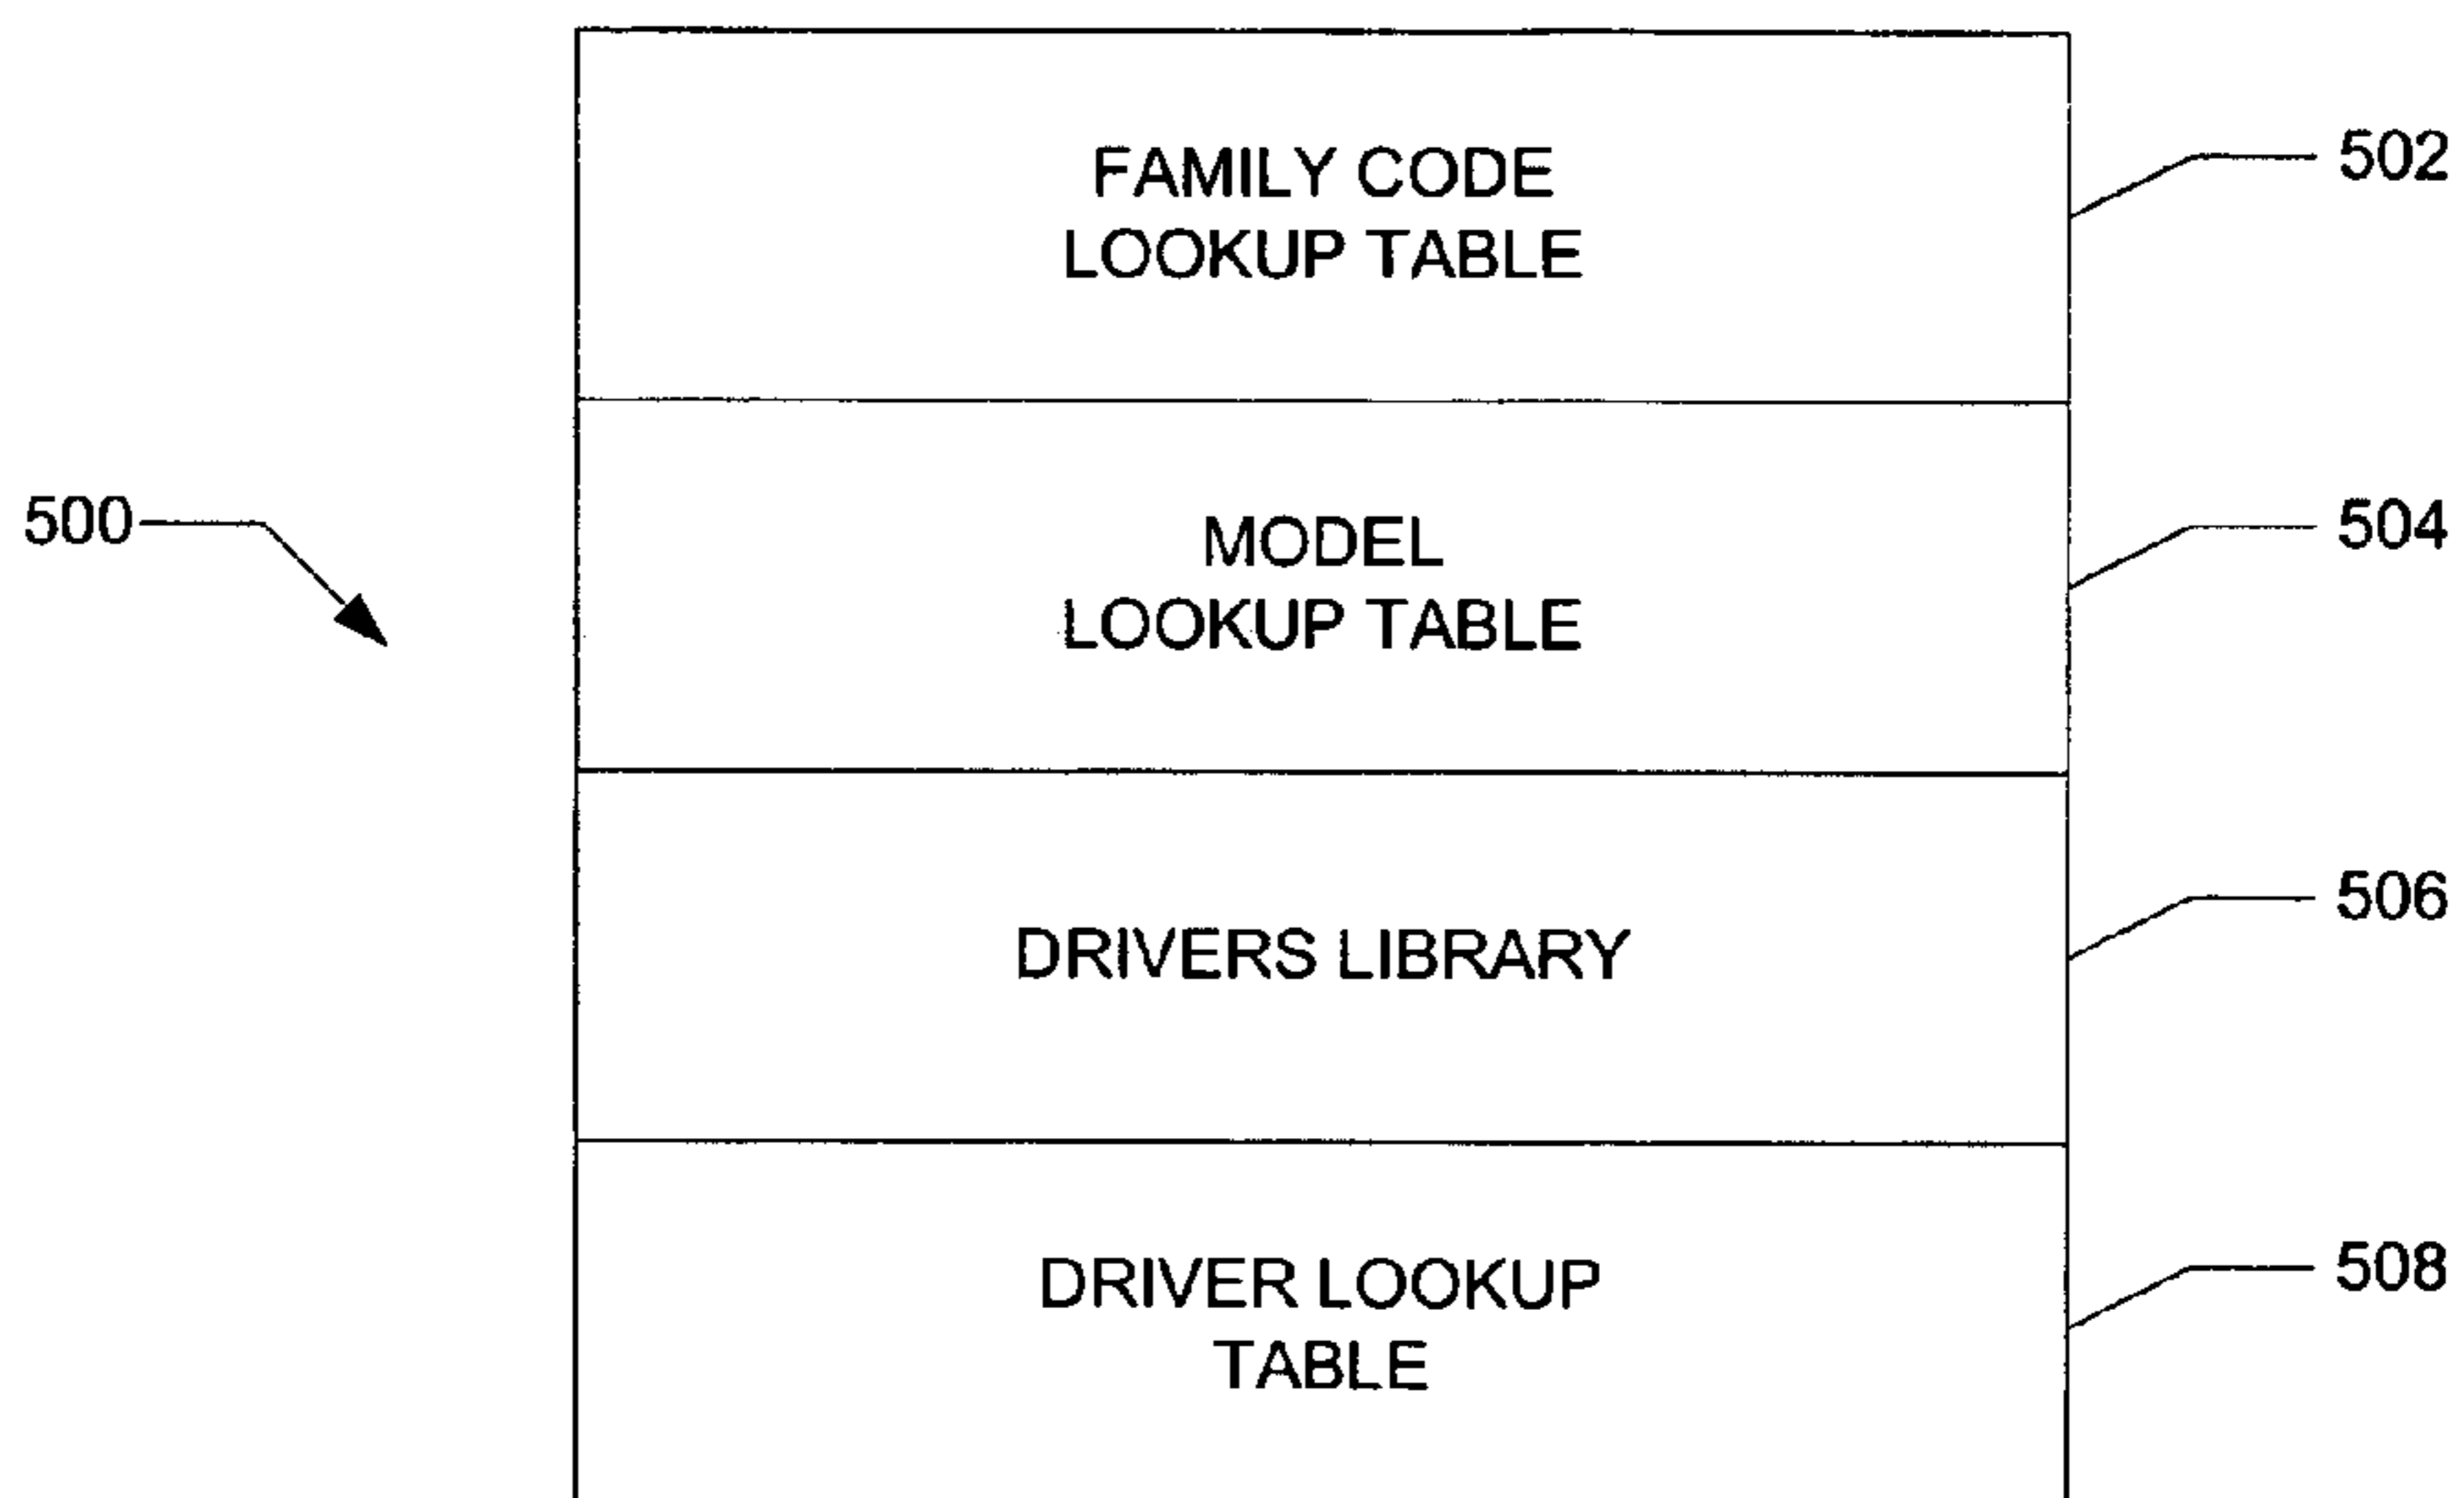 FAMILY CODE
LOOKUP TABLE
502
500
MODEL
LOOKUP TABLE
504
DRIVERS LIBRARY
506
DRIVER LOOKUP
TABLE
508